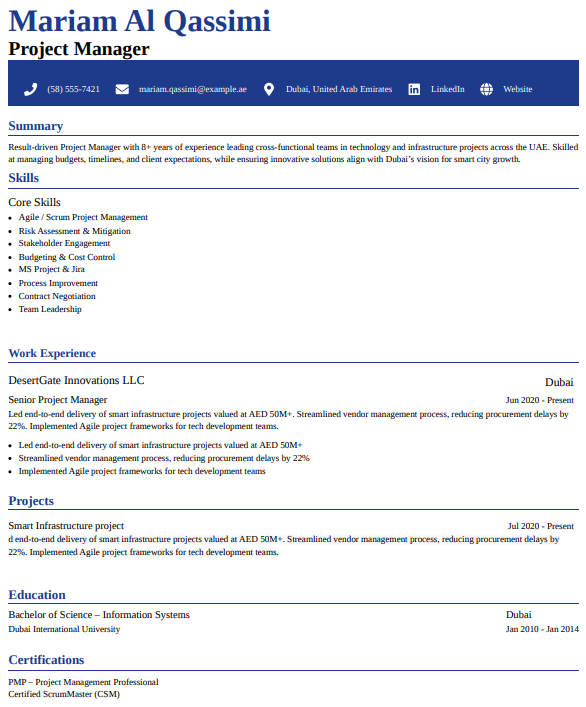 Mariam Al Qassimi
Project Manager
(58) 555-7421 mariam.qassimi@example.ae Dubai, United Arab Emirates LinkedIn Website
Summary
Result-driven Project Manager with 8+ years of experience leading cross-functional teams in technology and infrastructure projects across the UAE. Skilled
at managing budgets, timelines, and client expectations, while ensuring innovative solutions align with Dubai's vision for smart city growth.
Skills
Core Skills
• Agile / Scrum Project Management
• Risk Assessment & Mitigation
• Stakeholder Engagement
• Budgeting & Cost Control
• MS Project & Jira
• Process Improvement
• Contract Negotiation
• Team Leadership
Work Experience
DesertGate Innovations LLC Dubai
Senior Project Manager Jun 2020 - Present
Led end-to-end delivery of smart infrastructure projects valued at AED 50M+. Streamlined vendor management process, reducing procurement delays by
22%. Implemented Agile project frameworks for tech development teams.
• Led end-to-end delivery of smart infrastructure projects valued at AED 50M+
• Streamlined vendor management process, reducing procurement delays by 22%
• Implemented Agile project frameworks for tech development teams
Projects
Smart Infrastructure project Jul 2020 - Present
d end-to-end delivery of smart infrastructure projects valued at AED 50M+. Streamlined vendor management process, reducing procurement delays by
22%. Implemented Agile project frameworks for tech development teams.
Education
Bachelor of Science – Information Systems Dubai
Dubai International University Jan 2010 - Jan 2014
Certifications
PMP – Project Management Professional
Certified ScrumMaster (CSM)